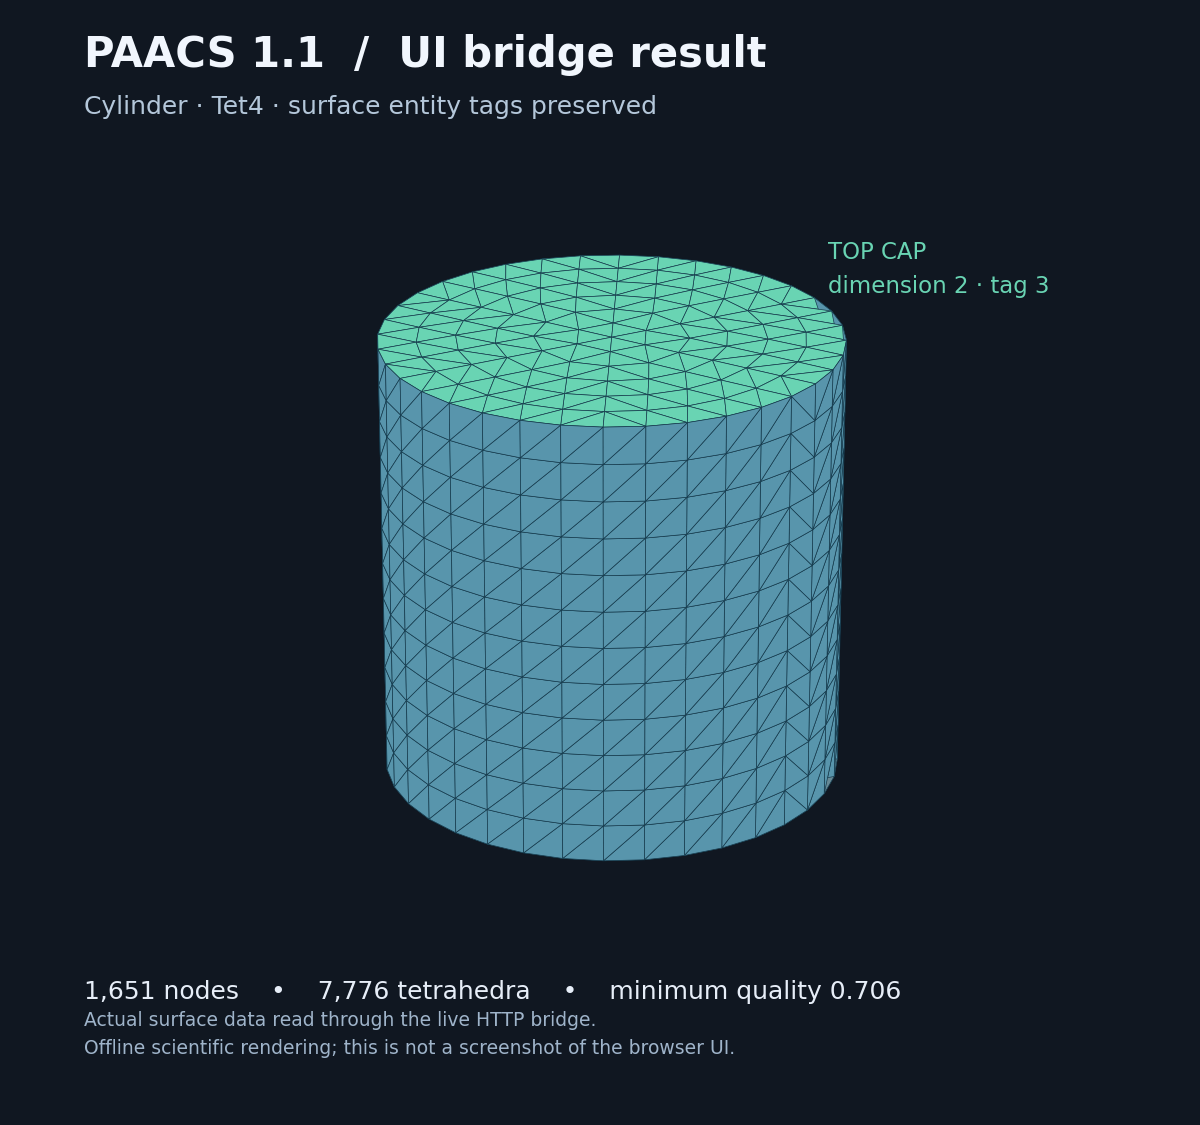 PAACS 1.1 / UI bridge result
Cylinder · Tet4 · surface entity tags preserved
TOP CAP
dimension 2 · tag 3
1,651 nodes • 7,776 tetrahedra • minimum quality 0.706
Actual surface data read through the live HTTP bridge.
Offline scientific rendering; this is not a screenshot of the browser UI.